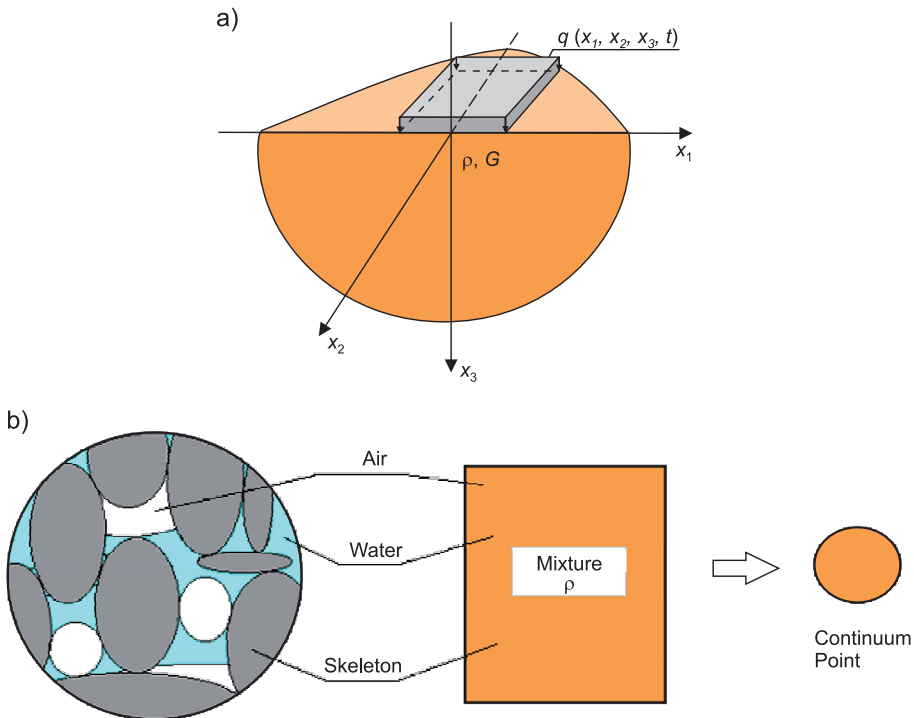 a)
q (x₁, x₂, x₃, t)
x₁
ρ, G
x₂
x₃
b)
Air
Water
Mixture
ρ
Skeleton
Continuum
Point